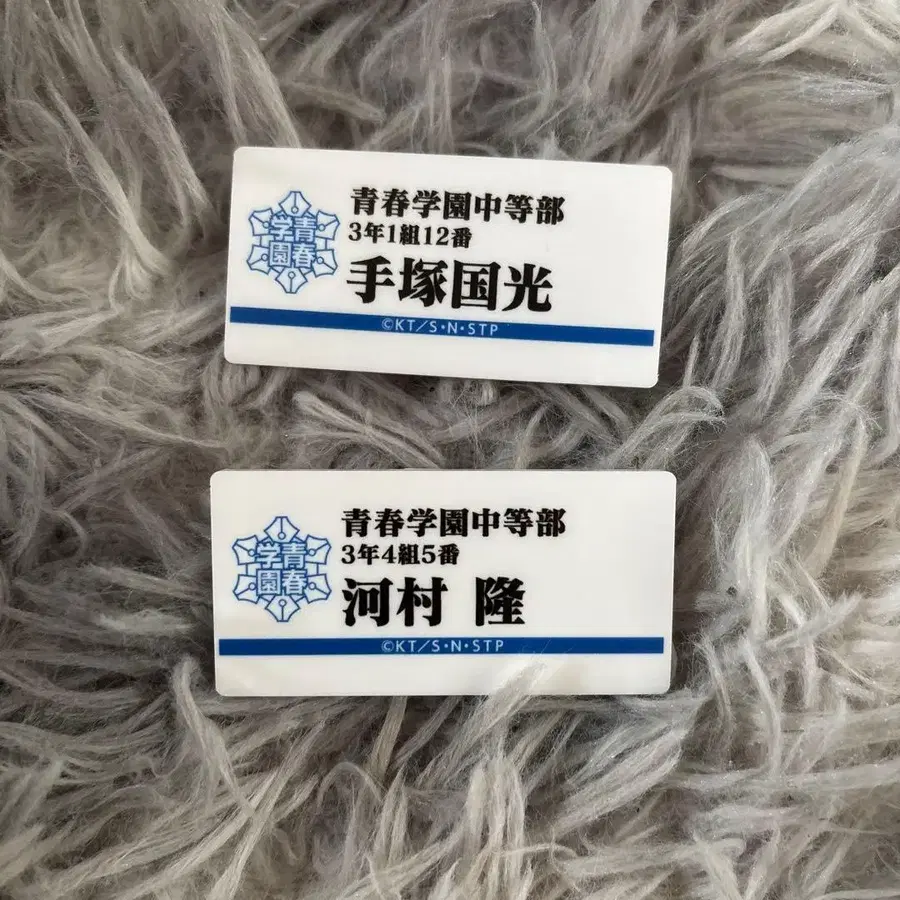 青春学園中等部
3年1組12番
手塚国光
青春学園
©KT/S・N・STP
青春学園中等部
3年4組5番
河村 隆
青春学園
©KT/S・N・STP